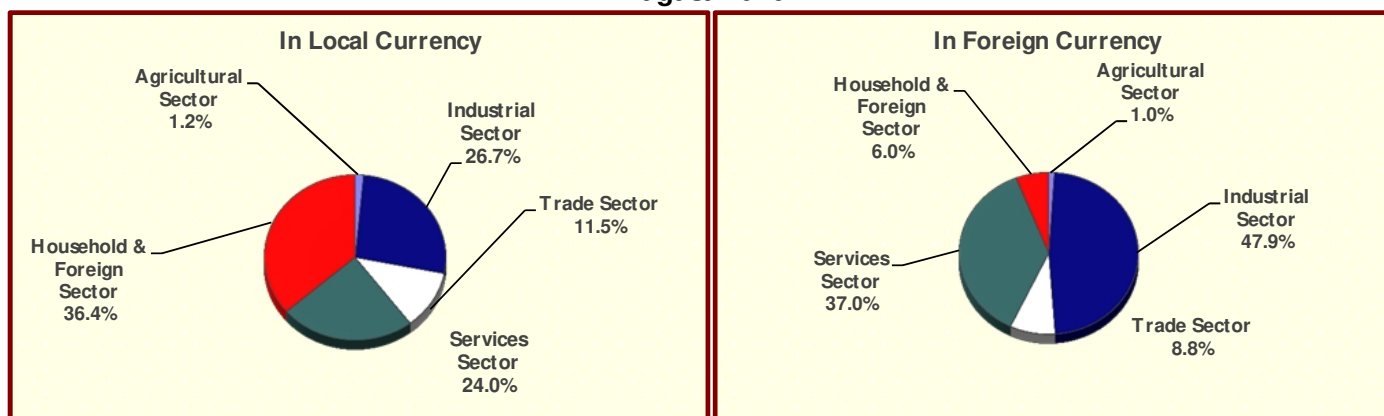 In Local Currency
Agricultural
Sector
1.2%
Industrial
Sector
26.7%
Trade Sector
11.5%
Services
Sector
24.0%
Household &
Foreign
Sector
36.4%
In Foreign Currency
Household &
Foreign
Sector
6.0%
Agricultural
Sector
1.0%
Industrial
Sector
47.9%
Trade Sector
8.8%
Services
Sector
37.0%